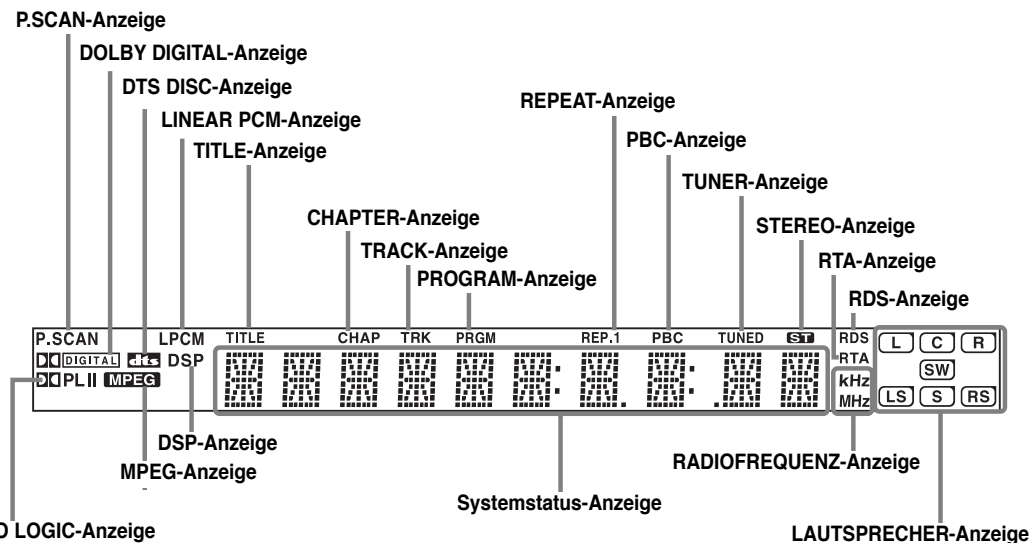 P.SCAN-Anzeige
DOLBY DIGITAL-Anzeige
DTS DISC-Anzeige
LINEAR PCM-Anzeige
TITLE-Anzeige
CHAPTER-Anzeige
TRACK-Anzeige
PROGRAM-Anzeige
REPEAT-Anzeige
PBC-Anzeige
TUNER-Anzeige
STEREO-Anzeige
RTA-Anzeige
RDS-Anzeige
P.SCAN LPCM TITLE CHAP TRK PRGM REP.1 PBC TUNED ST RDS
DIGITAL dts DSP RTA
PL II MPEG kHz
MHz
L C R
SW
LS S RS
DSP-Anzeige
MPEG-Anzeige
RADIOFREQUENZ-Anzeige
Systemstatus-Anzeige
LOGIC-Anzeige
LAUTSPRECHER-Anzeige